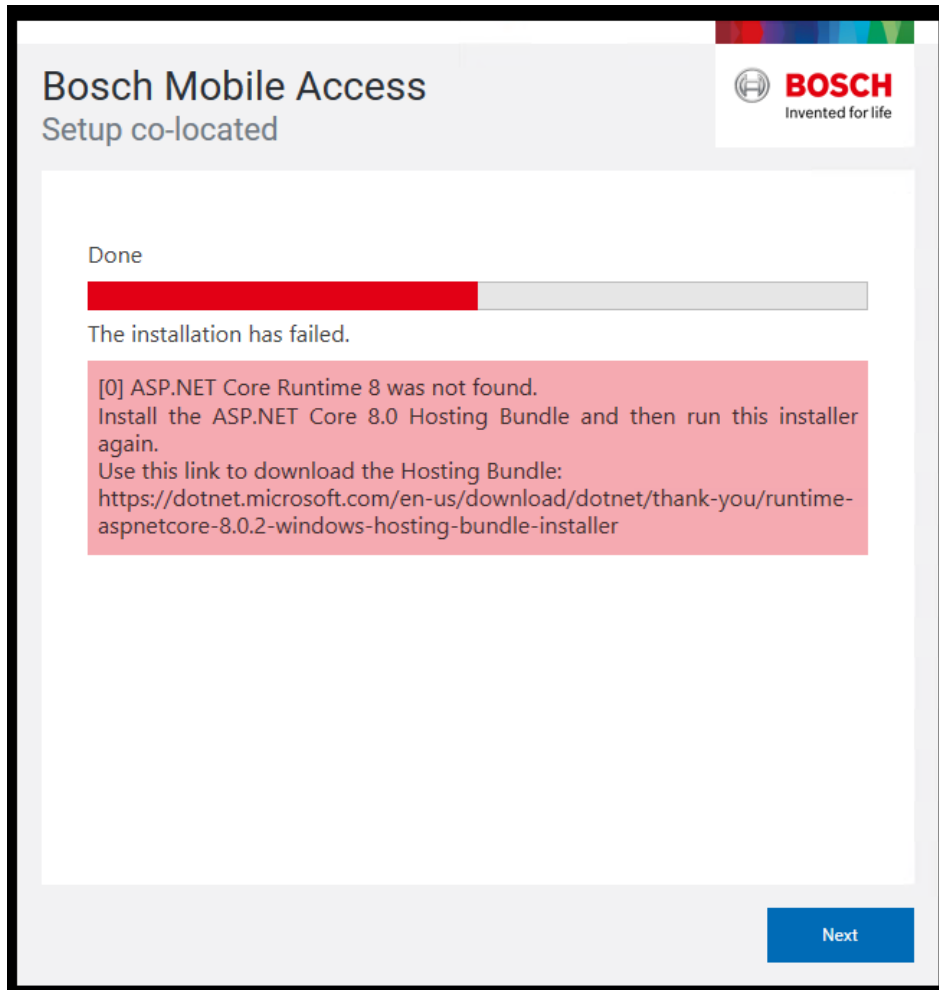 Bosch Mobile Access
Setup co-located
BOSCH
Invented for life
Done
The installation has failed.
[0] ASP.NET Core Runtime 8 was not found.
Install the ASP.NET Core 8.0 Hosting Bundle and then run this installer
again.
Use this link to download the Hosting Bundle:
https://dotnet.microsoft.com/en-us/download/dotnet/thank-you/runtime-
aspnetcore-8.0.2-windows-hosting-bundle-installer
Next